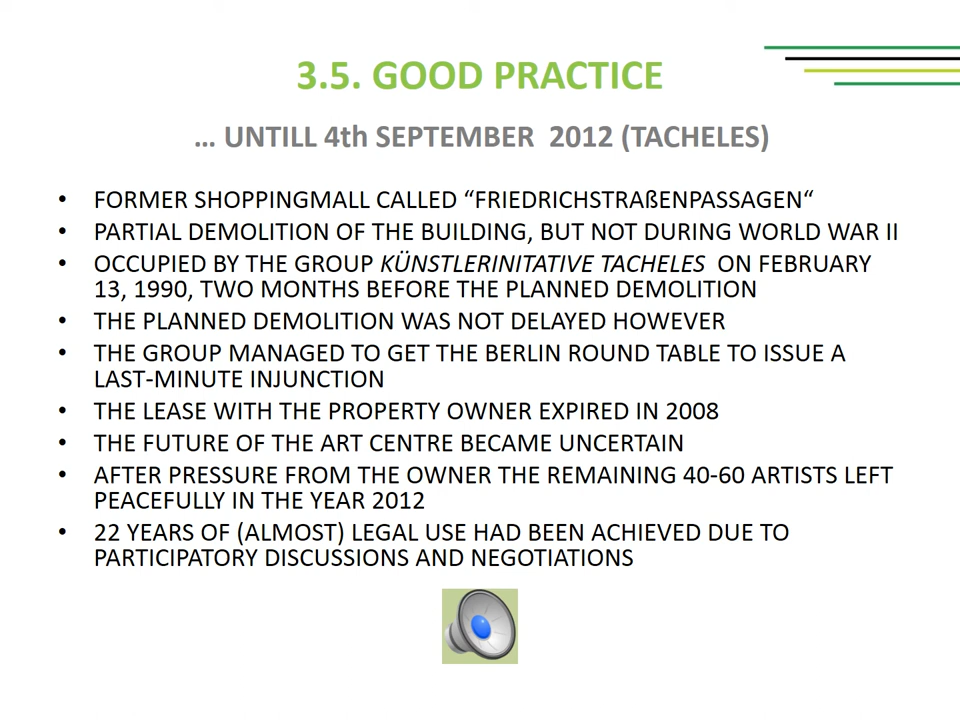 3.5. GOOD PRACTICE
… UNTILL 4th SEPTEMBER 2012 (TACHELES)
• FORMER SHOPPINGMALL CALLED “FRIEDRICHSTRAßENPASSAGEN“
• PARTIAL DEMOLITION OF THE BUILDING, BUT NOT DURING WORLD WAR II
• OCCUPIED BY THE GROUP KÜNSTLERINITATIVE TACHELES ON FEBRUARY
13, 1990, TWO MONTHS BEFORE THE PLANNED DEMOLITION
• THE PLANNED DEMOLITION WAS NOT DELAYED HOWEVER
• THE GROUP MANAGED TO GET THE BERLIN ROUND TABLE TO ISSUE A
LAST-MINUTE INJUNCTION
• THE LEASE WITH THE PROPERTY OWNER EXPIRED IN 2008
• THE FUTURE OF THE ART CENTRE BECAME UNCERTAIN
• AFTER PRESSURE FROM THE OWNER THE REMAINING 40-60 ARTISTS LEFT
PEACEFULLY IN THE YEAR 2012
• 22 YEARS OF (ALMOST) LEGAL USE HAD BEEN ACHIEVED DUE TO
PARTICIPATORY DISCUSSIONS AND NEGOTIATIONS